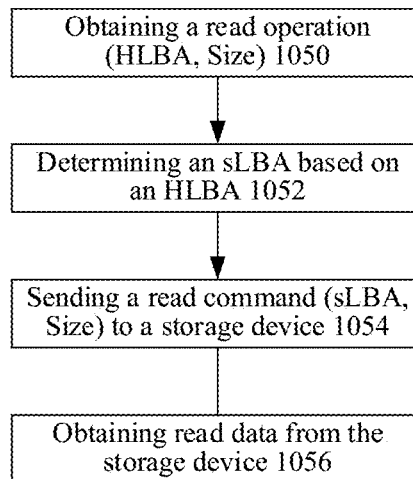 Obtaining a read operation
(HLBA, Size) 1050
Determining an sLBA based on
an HLBA 1052
Sending a read command (sLBA,
Size) to a storage device 1054
Obtaining read data from the
storage device 1056